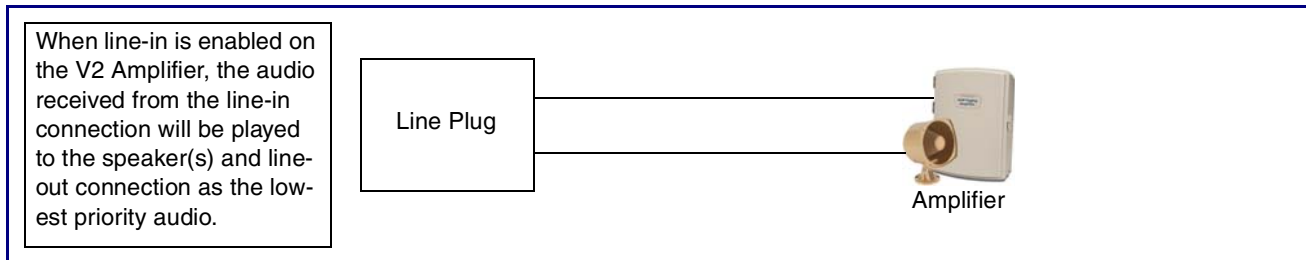 When line-in is enabled on
the V2 Amplifier, the audio
received from the line-in
connection will be played
to the speaker(s) and line-
out connection as the low-
est priority audio.
Line Plug
Amplifier